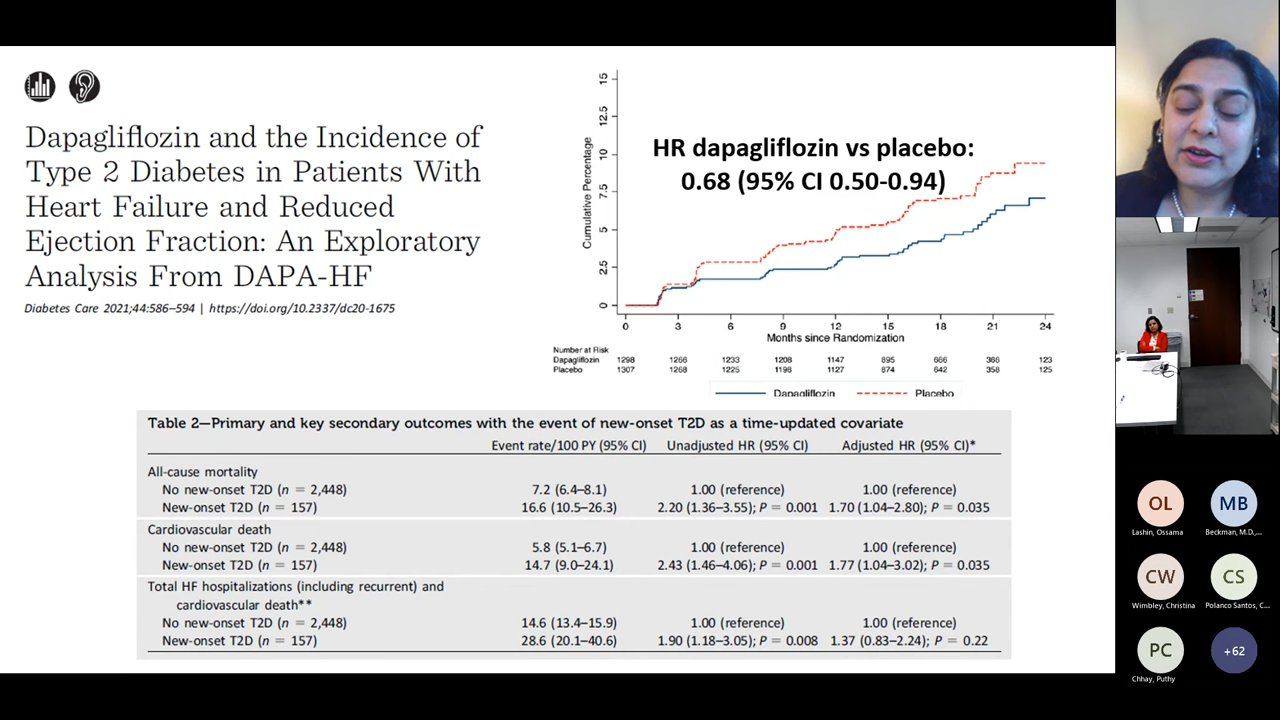 Dapagliflozin and the Incidence of
Type 2 Diabetes in Patients With
Heart Failure and Reduced
Ejection Fraction: An Exploratory
Analysis From DAPA-HF
Diabetes Care 2021;44:586–594 | https://doi.org/10.2337/dc20-1675
HR dapagliflozin vs placebo:
0.68 (95% CI 0.50-0.94)
Cumulative Percentage
15
12.5
10
7.5
5
2.5
0
0 3 6 9 12 15 18 21 24
Months since Randomization
Number at Risk
Dapagliflozin 1298 1266 1233 1208 1147 895 666 366 123
Placebo 1307 1268 1225 1198 1127 874 642 358 125
Dapagliflozin Placebo
Table 2—Primary and key secondary outcomes with the event of new-onset T2D as a time-updated covariate
Event rate/100 PY (95% CI) Unadjusted HR (95% CI) Adjusted HR (95% CI)*
All-cause mortality
No new-onset T2D (n = 2,448) 7.2 (6.4–8.1) 1.00 (reference) 1.00 (reference)
New-onset T2D (n = 157) 16.6 (10.5–26.3) 2.20 (1.36–3.55); P = 0.001 1.70 (1.04–2.80); P = 0.035
Cardiovascular death
No new-onset T2D (n = 2,448) 5.8 (5.1–6.7) 1.00 (reference) 1.00 (reference)
New-onset T2D (n = 157) 14.7 (9.0–24.1) 2.43 (1.46–4.06); P = 0.001 1.77 (1.04–3.02); P = 0.035
Total HF hospitalizations (including recurrent) and
cardiovascular death**
No new-onset T2D (n = 2,448) 14.6 (13.4–15.9) 1.00 (reference) 1.00 (reference)
New-onset T2D (n = 157) 28.6 (20.1–40.6) 1.90 (1.18–3.05); P = 0.008 1.37 (0.83–2.24); P = 0.22
OL MB
Lashin, Ossama Beckman, M.D.,...
CW CS
Wimbley, Christina Polanco Santos, C...
PC +62
Chhay, Puthy